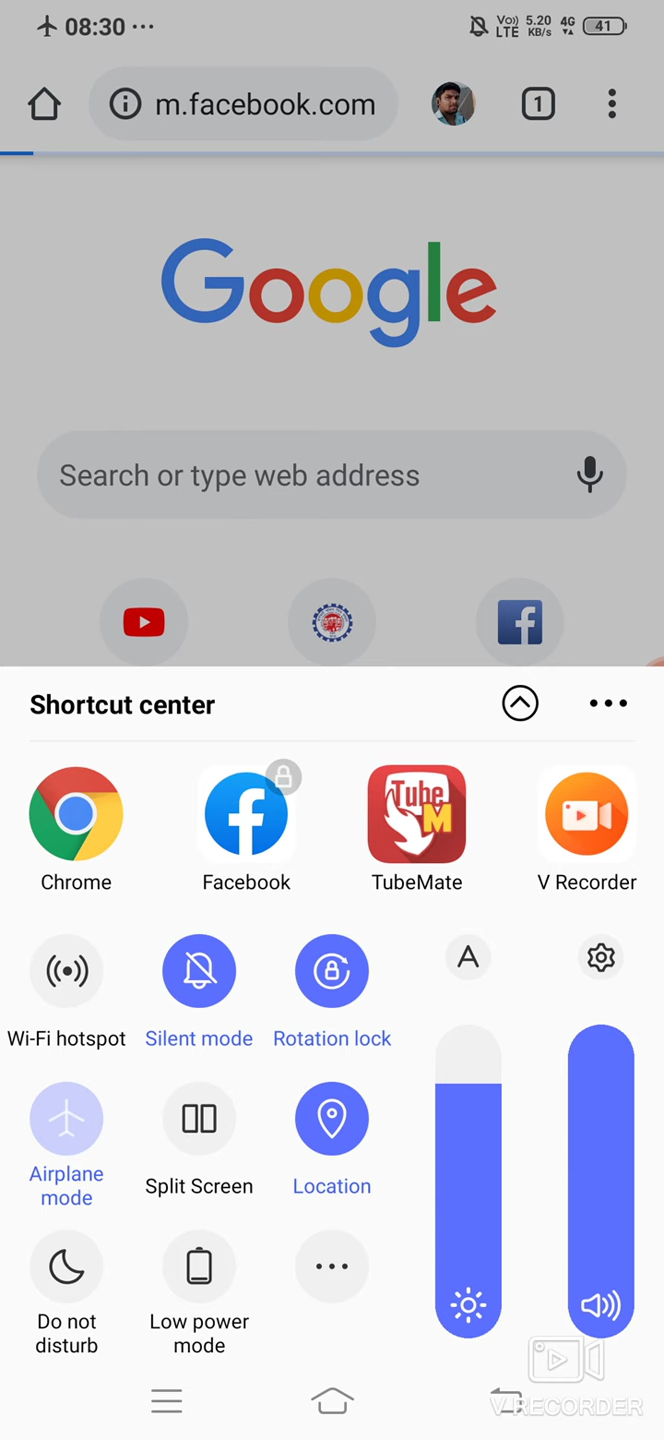 08:30 ...
Vo)) LTE 5.20 KB/s 4G 41
m.facebook.com 1
Google
Search or type web address
Shortcut center
Tube M
Chrome Facebook TubeMate V Recorder
A
Wi-Fi hotspot Silent mode Rotation lock
Airplane mode Split Screen Location
Do not disturb Low power mode
V RECORDER